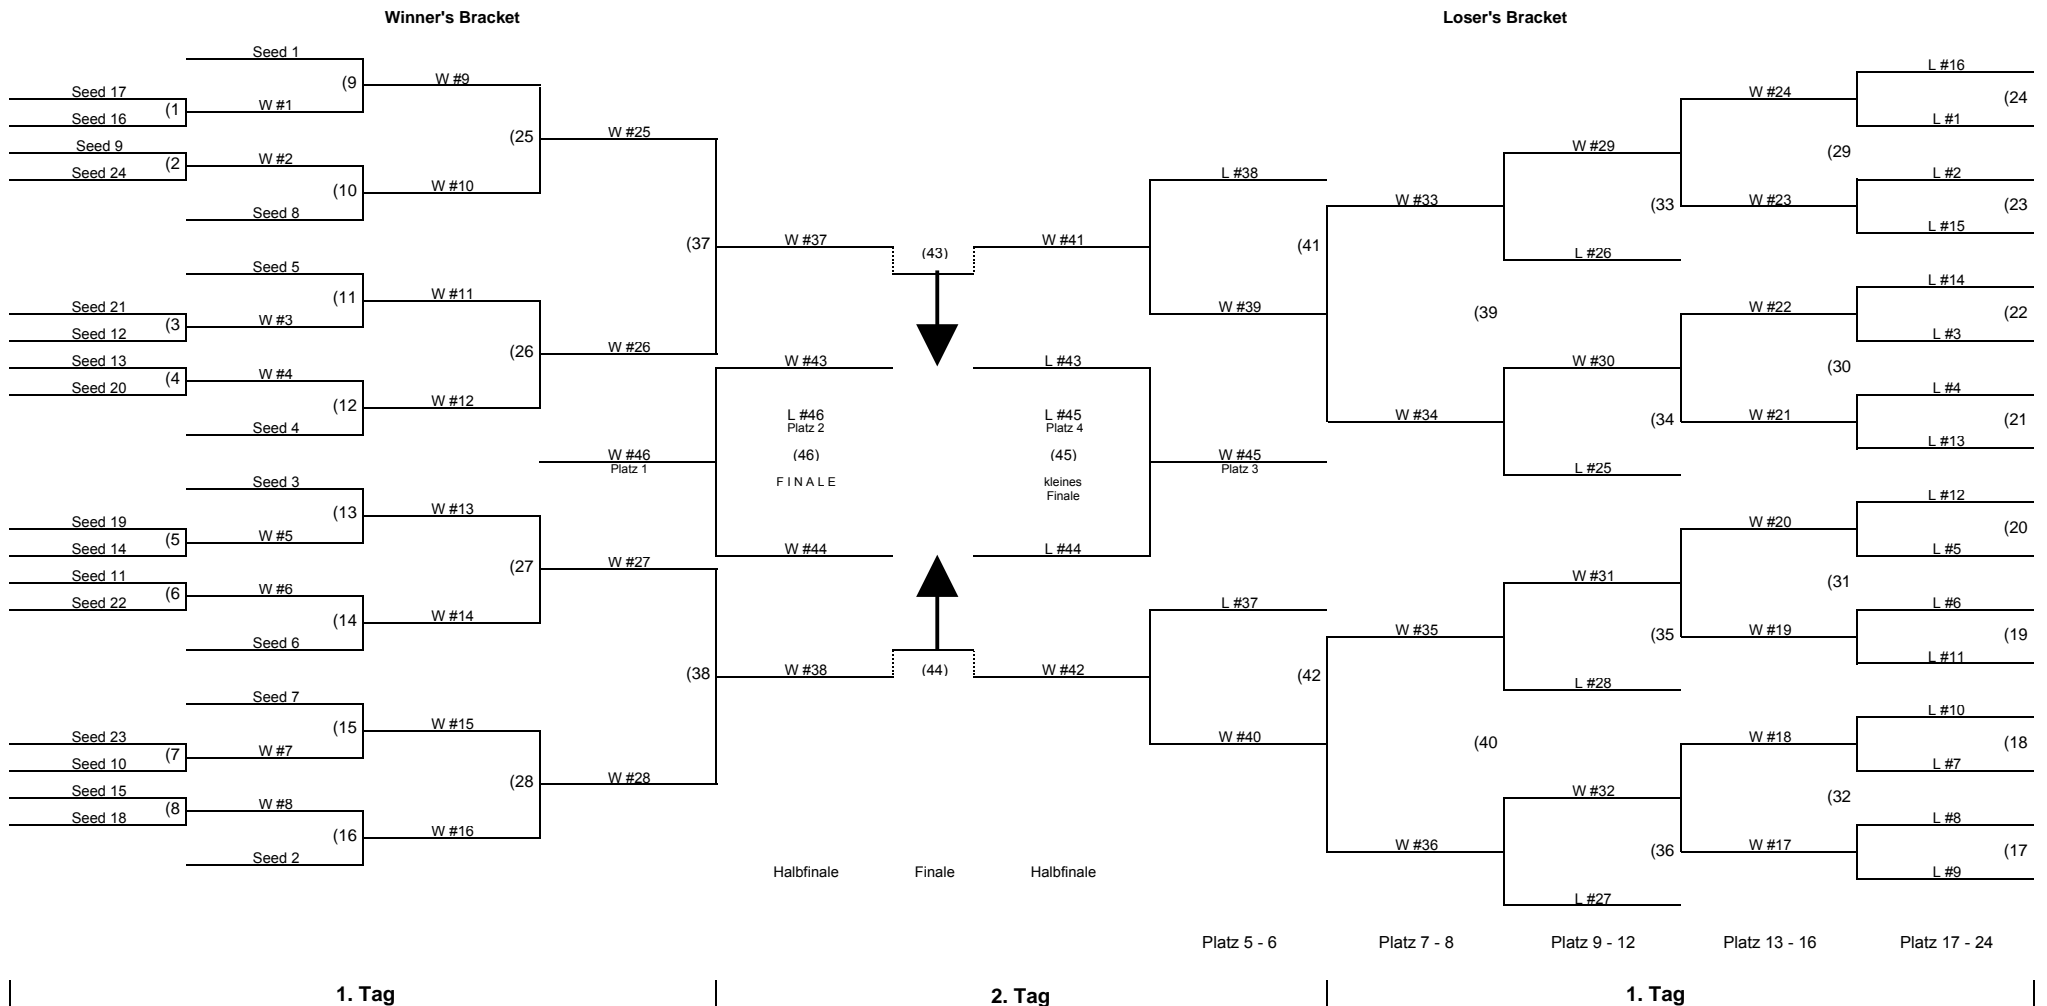 Winner's Bracket
Loser's Bracket
Seed 1
(9
W #9
Seed 17
(1
W #1
Seed 16
(25
W #25
Seed 9
(2
W #2
Seed 24
(10
W #10
Seed 8
(37
W #37
Seed 5
(11
W #11
Seed 21
(3
W #3
Seed 12
(26
W #26
Seed 13
(4
W #4
Seed 20
(12
W #12
Seed 4
Seed 3
(13
W #13
Seed 19
(5
W #5
Seed 14
(27
W #27
Seed 11
(6
W #6
Seed 22
(14
W #14
Seed 6
(38
W #38
Seed 7
(15
W #15
Seed 23
(7
W #7
Seed 10
(28
W #28
Seed 15
(8
W #8
Seed 18
(16
W #16
Seed 2
(43)
W #43
L #46
Platz 2
(46)
F I N A L E
W #46
Platz 1
W #44
(44)
L #43
L #45
Platz 4
(45)
kleines
Finale
W #45
Platz 3
L #44
W #41
L #38
(41
W #39
W #42
L #37
(42
W #40
W #33
(39
W #34
W #35
(40
W #36
W #29
(33
L #26
W #30
(34
L #25
W #31
(35
L #28
W #32
(36
L #27
W #24
(29
W #23
W #22
(30
W #21
W #20
(31
W #19
W #18
(32
W #17
L #16
(24
L #1
L #2
(23
L #15
L #14
(22
L #3
L #4
(21
L #13
L #12
(20
L #5
L #6
(19
L #11
L #10
(18
L #7
L #8
(17
L #9
Halbfinale
Finale
Halbfinale
Platz 5 - 6
Platz 7 - 8
Platz 9 - 12
Platz 13 - 16
Platz 17 - 24
1. Tag
2. Tag
1. Tag